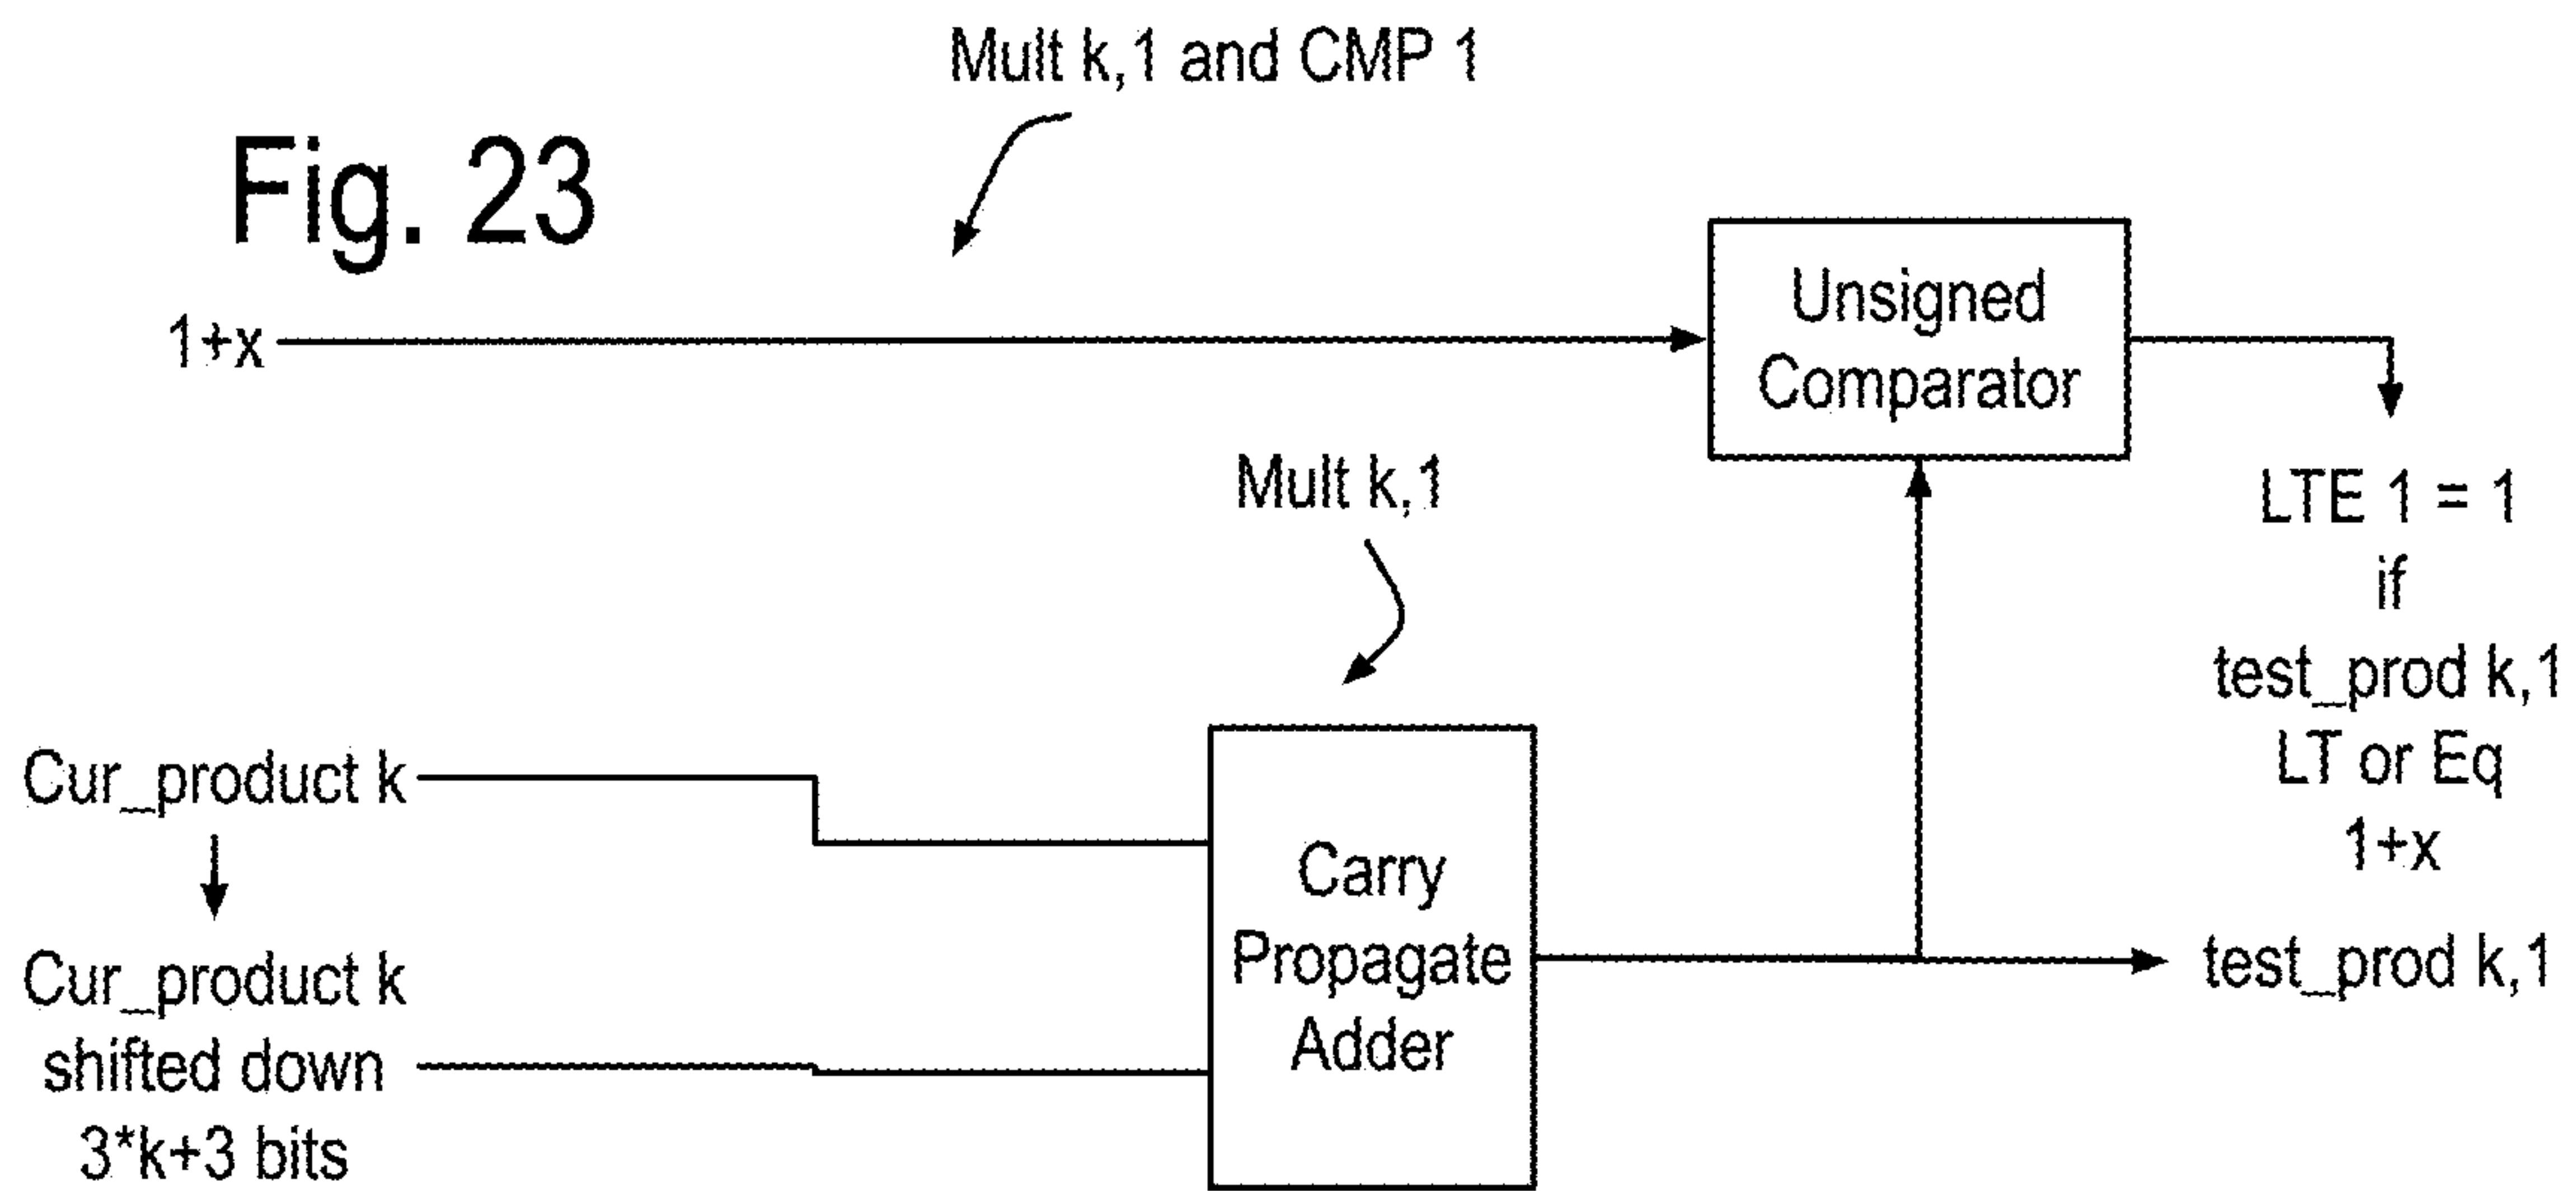 Mult k,1 and CMP 1
Fig. 23
1+x
Unsigned
Comparator
Mult k,1
LTE 1 = 1
if
test_prod k,1
LT or Eq
1+x
Cur_product k
Cur_product k
shifted down
3*k+3 bits
Carry
Propagate
Adder
test_prod k,1